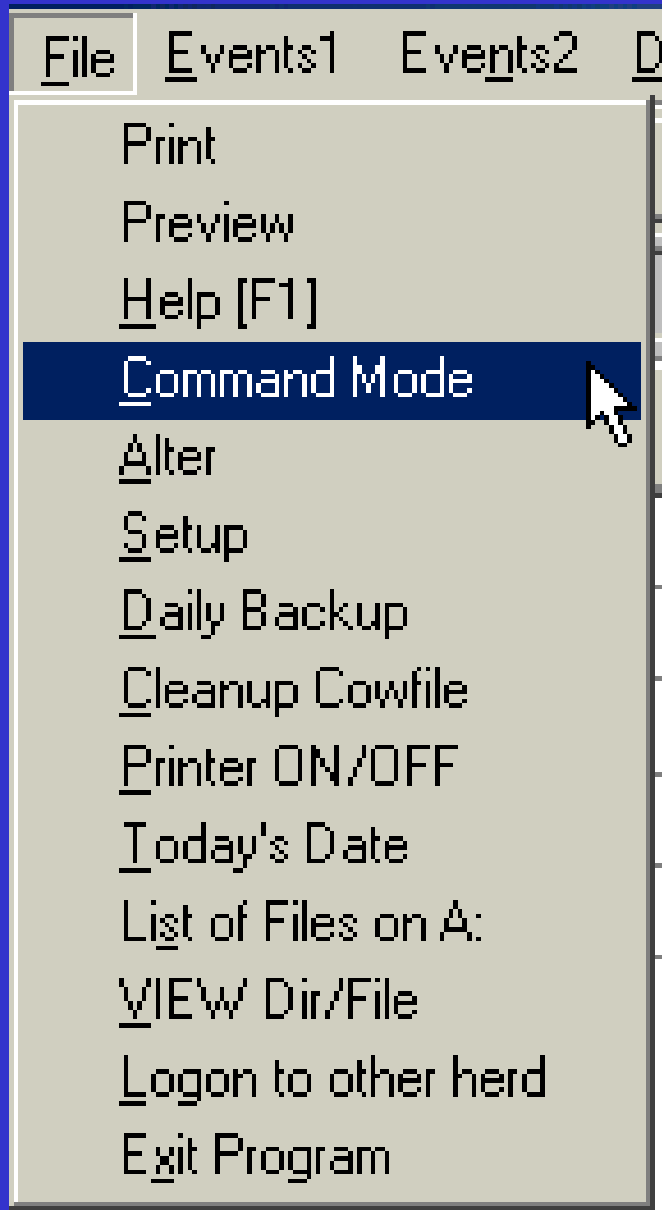 File Events1 Events2 D
Print
Preview
Help [F1]
Command Mode
Alter
Setup
Daily Backup
Cleanup Cowfile
Printer ON/OFF
Today's Date
List of Files on A:
VIEW Dir/File
Logon to other herd
Exit Program